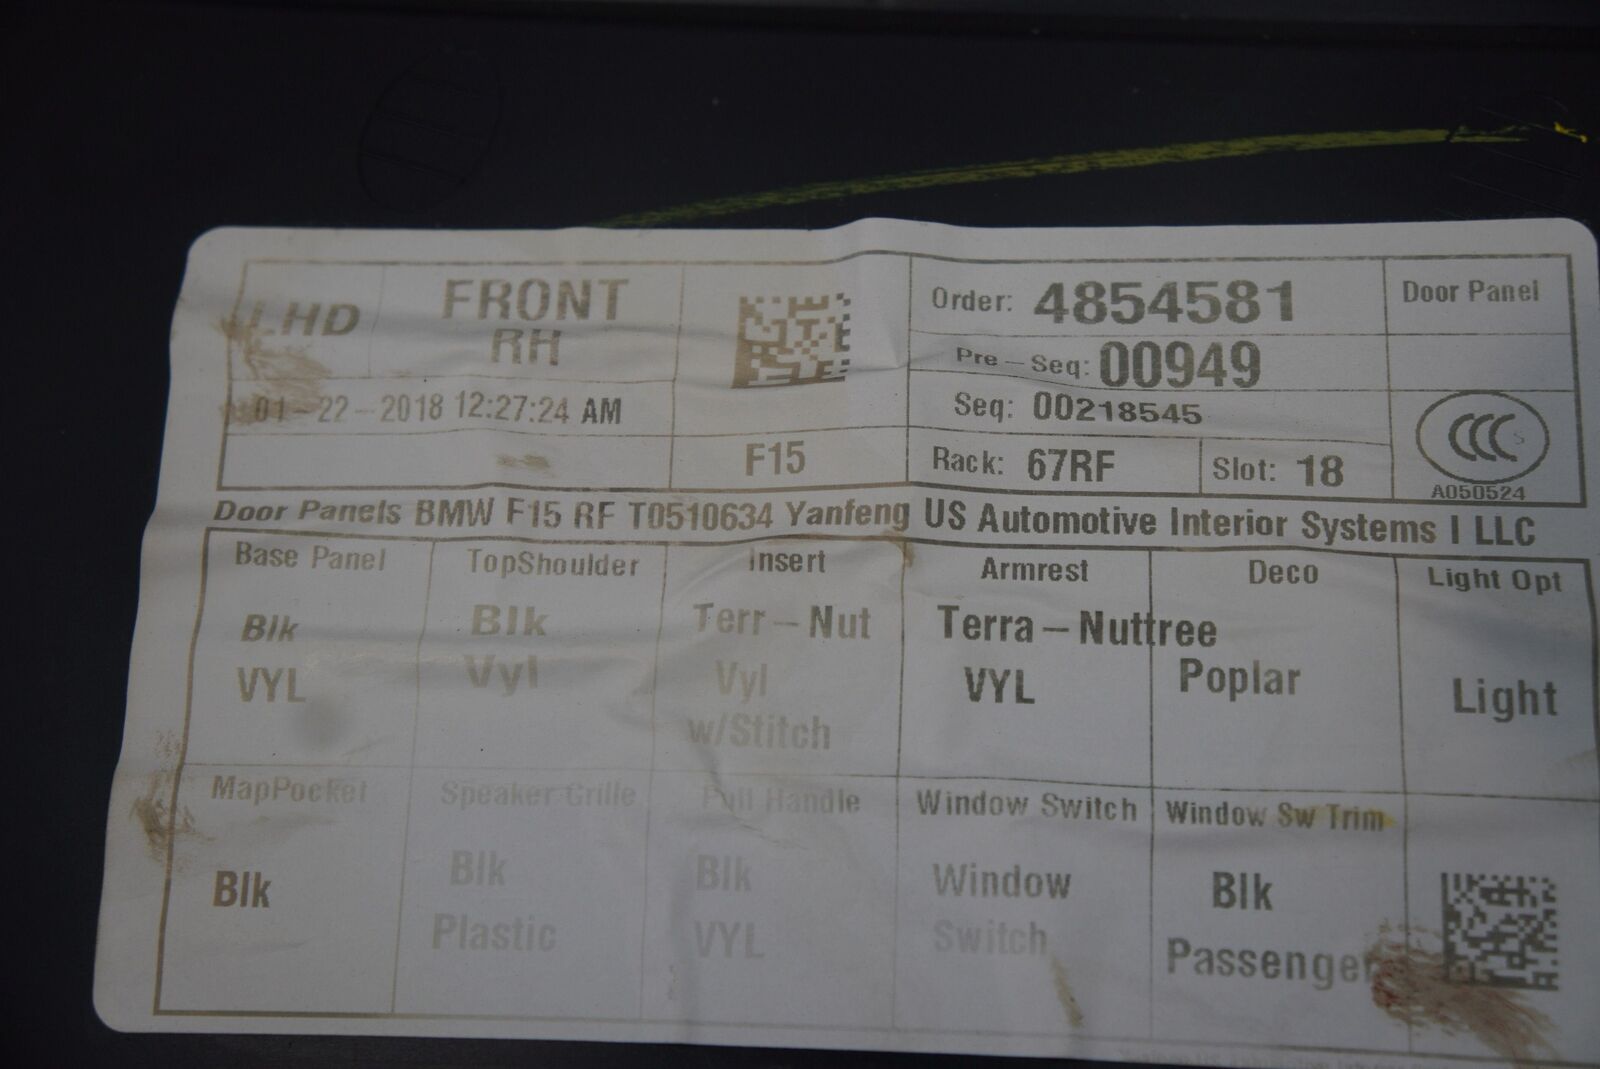 LHD
FRONT
RH
01-22-2018 12:27:24 AM
F15
Order: 4854581
Pre-Seq: 00949
Seq: 00218545
Rack: 67RF
Slot: 18
Door Panel
CCC S
A050524
Door Panels BMW F15 RF T0510634 Yanfeng US Automotive Interior Systems I LLC
Base Panel
Blk
VYL
TopShoulder
Blk
Vyl
Insert
Terr-Nut
Vyl
w/Stitch
Armrest
Terra-Nuttree
VYL
Deco
Poplar
Light Opt
Light
MapPocket
Blk
Speaker Grille
Blk
Plastic
Pull Handle
Blk
VYL
Window Switch
Window
Switch
Window Sw Trim
Blk
Passenger